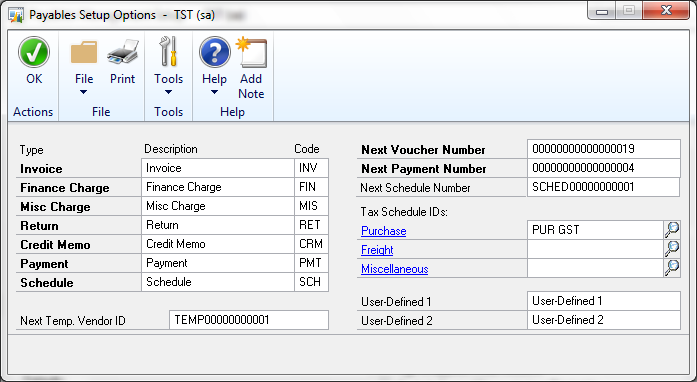 Payables Setup Options - TST (sa)
OK
File
Print
Tools
Help
Add
Note
Actions
File
Tools
Help
Type Description Code
Invoice Invoice INV
Finance Charge Finance Charge FIN
Misc Charge Misc Charge MIS
Return Return RET
Credit Memo Credit Memo CRM
Payment Payment PMT
Schedule Schedule SCH
Next Temp. Vendor ID TEMP00000000001
Next Voucher Number 00000000000000019
Next Payment Number 00000000000000004
Next Schedule Number SCHED00000000001
Tax Schedule IDs:
Purchase PUR GST
Freight
Miscellaneous
User-Defined 1 User-Defined 1
User-Defined 2 User-Defined 2